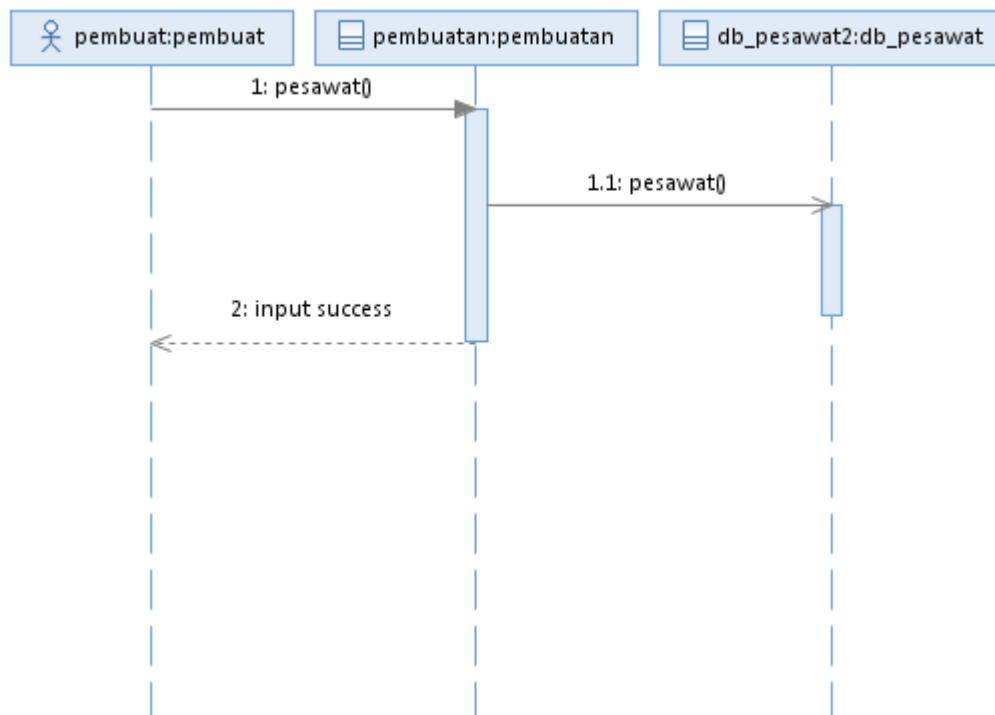 pembuat:pembuat
pembuatan:pembuatan
db_pesawat2:db_pesawat
1: pesawat()
1.1: pesawat()
2: input success